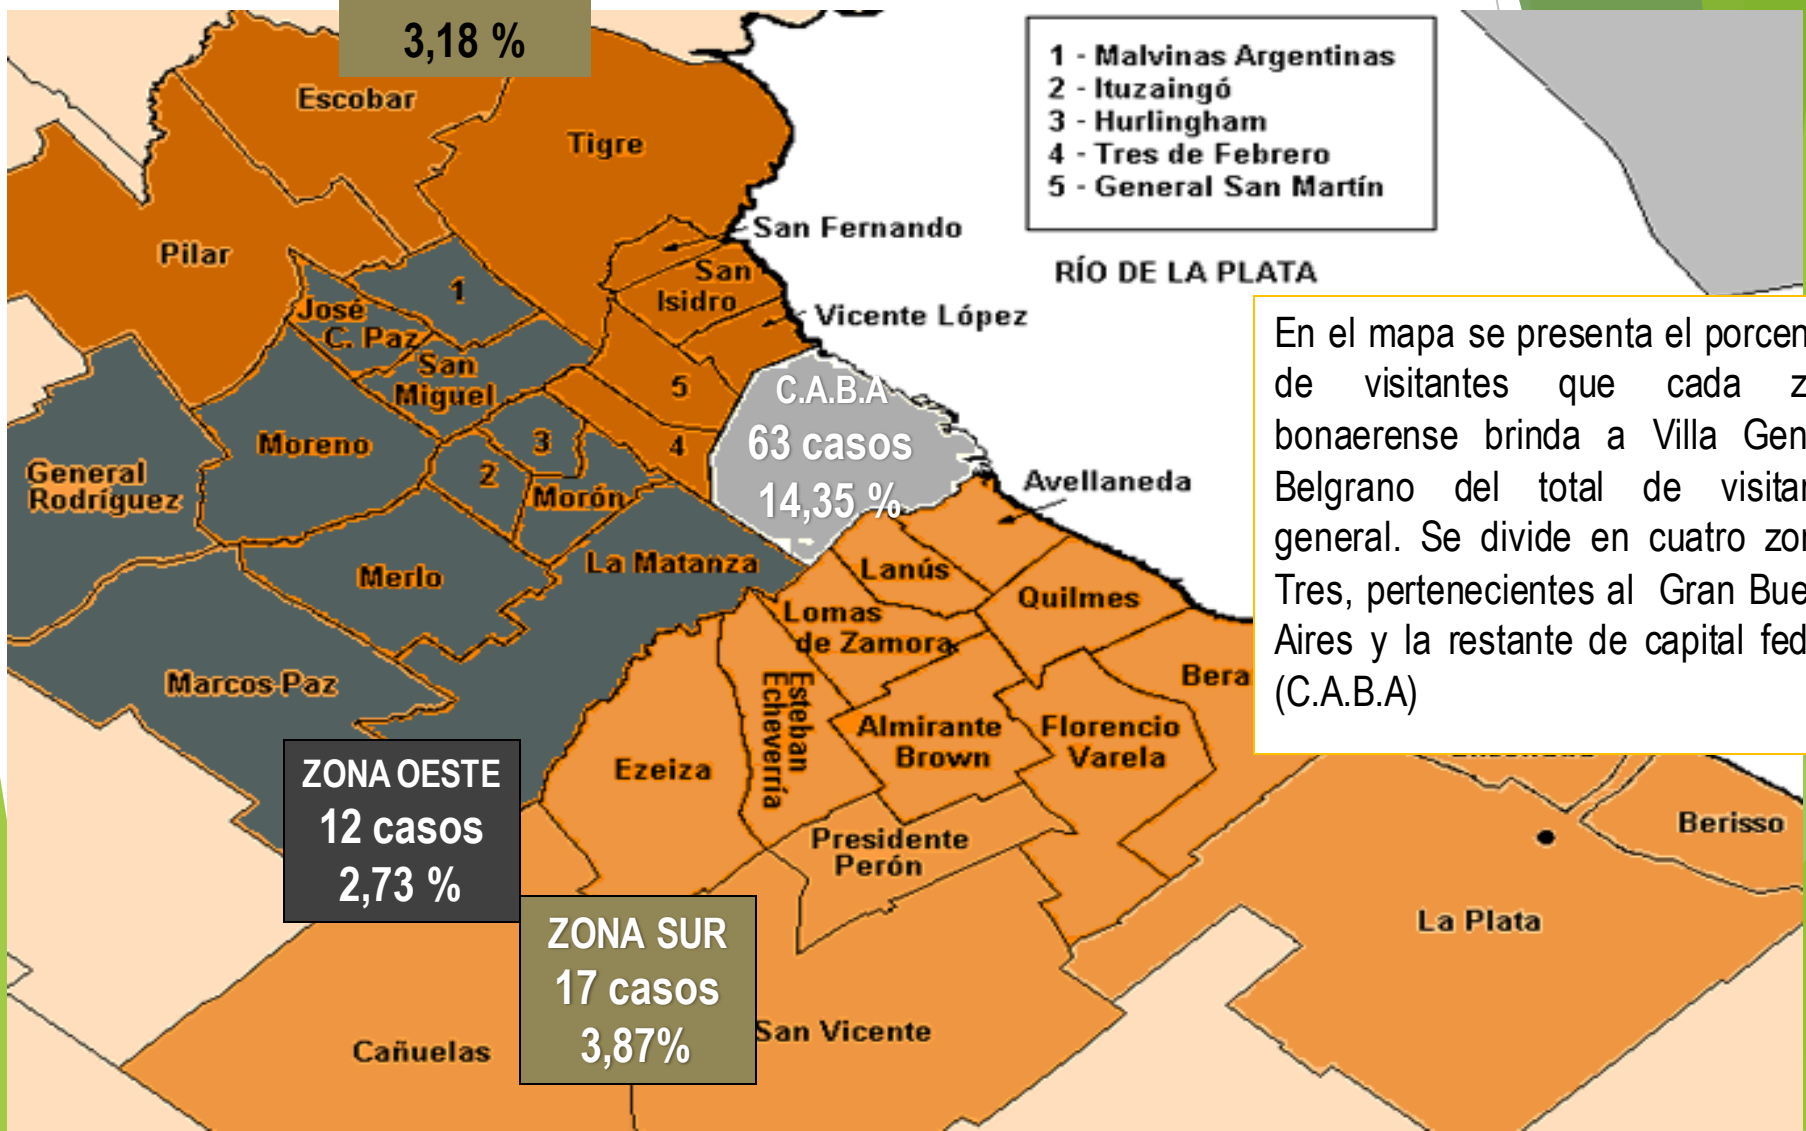 3,18 %
Escobar
Tigre
Pilar
1 - Malvinas Argentinas
2 - Ituzaingó
3 - Hurlingham
4 - Tres de Febrero
5 - General San Martín
San Fernando
RÍO DE LA PLATA
San
Isidro
Vicente López
1
José
C. Paz
San
Miguel
5
4
3
2
Moreno
General
Rodríguez
Morón
Merlo
La Matanza
Marcos Paz
C.A.B.A
63 casos
14,35 %
Avellaneda
Lanús
Quilmes
Lomas
de Zamora
Bera
Esteban
Echeverría
Almirante
Brown
Florencio
Varela
Ezeiza
Presidente
Perón
Berisso
La Plata
San Vicente
Cañuelas
En el mapa se presenta el porcen
de visitantes que cada z
bonaerense brinda a Villa Gen
Belgrano del total de visitan
general. Se divide en cuatro zon
Tres, pertenecientes al Gran Bue
Aires y la restante de capital fed
(C.A.B.A)
ZONA OESTE
12 casos
2,73 %
ZONA SUR
17 casos
3,87%